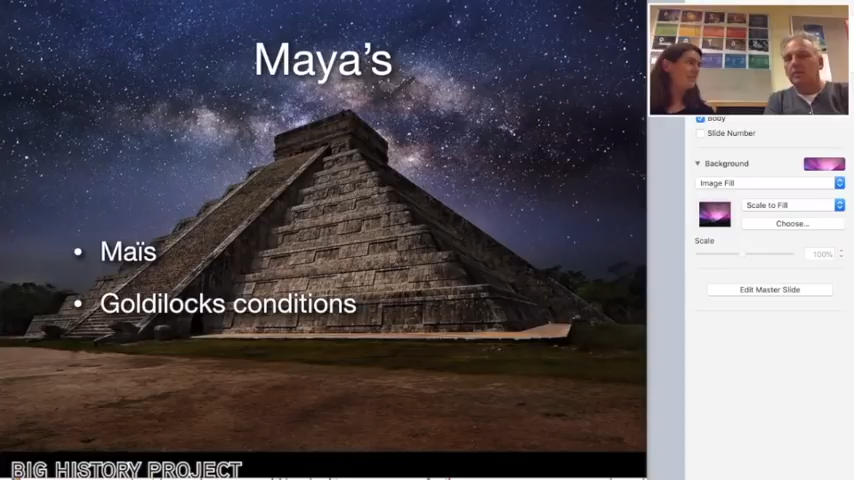 Maya's
• Maïs
• Goldilocks conditions
BIG HISTORY PROJECT
Body
Slide Number
Background
Image Fill
Scale to Fill
Choose...
Scale
100%
Edit Master Slide